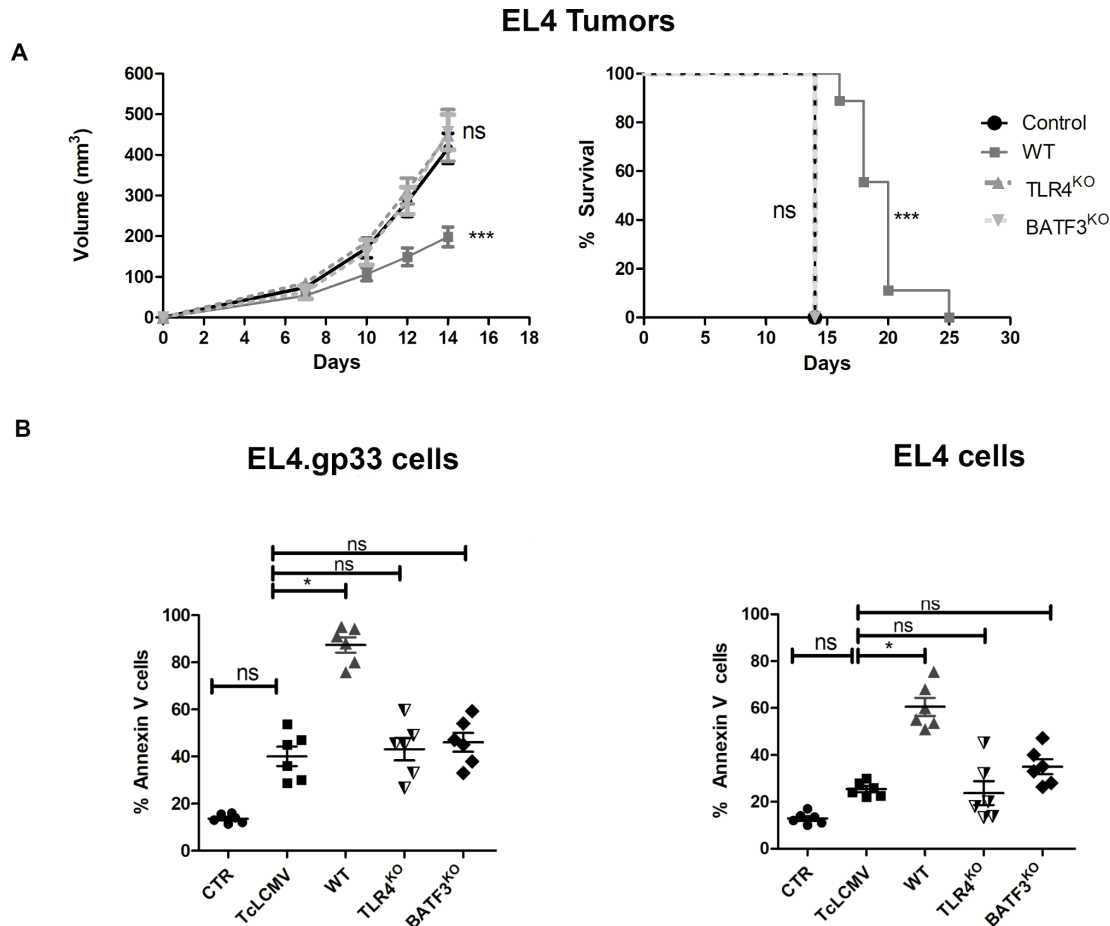 EL4 Tumors
A
600
500
400
300
200
100
0
Volume (mm³)
ns
***
0 2 4 6 8 10 12 14 16 18
Days
100
80
60
40
20
0
% Survival
ns
***
0 5 10 15 20 25 30
Days
Control
WT
TLR4ᴷᴼ
BATF3ᴷᴼ
B
EL4.gp33 cells
ns
ns
*
ns
100
80
60
40
20
0
% Annexin V cells
CTR TcLCMV WT TLR4ᴷᴼ BATF3ᴷᴼ
EL4 cells
ns
ns
ns *
100
80
60
40
20
0
% Annexin V cells
CTR TcLCMV WT TLR4ᴷᴼ BATF3ᴷᴼ